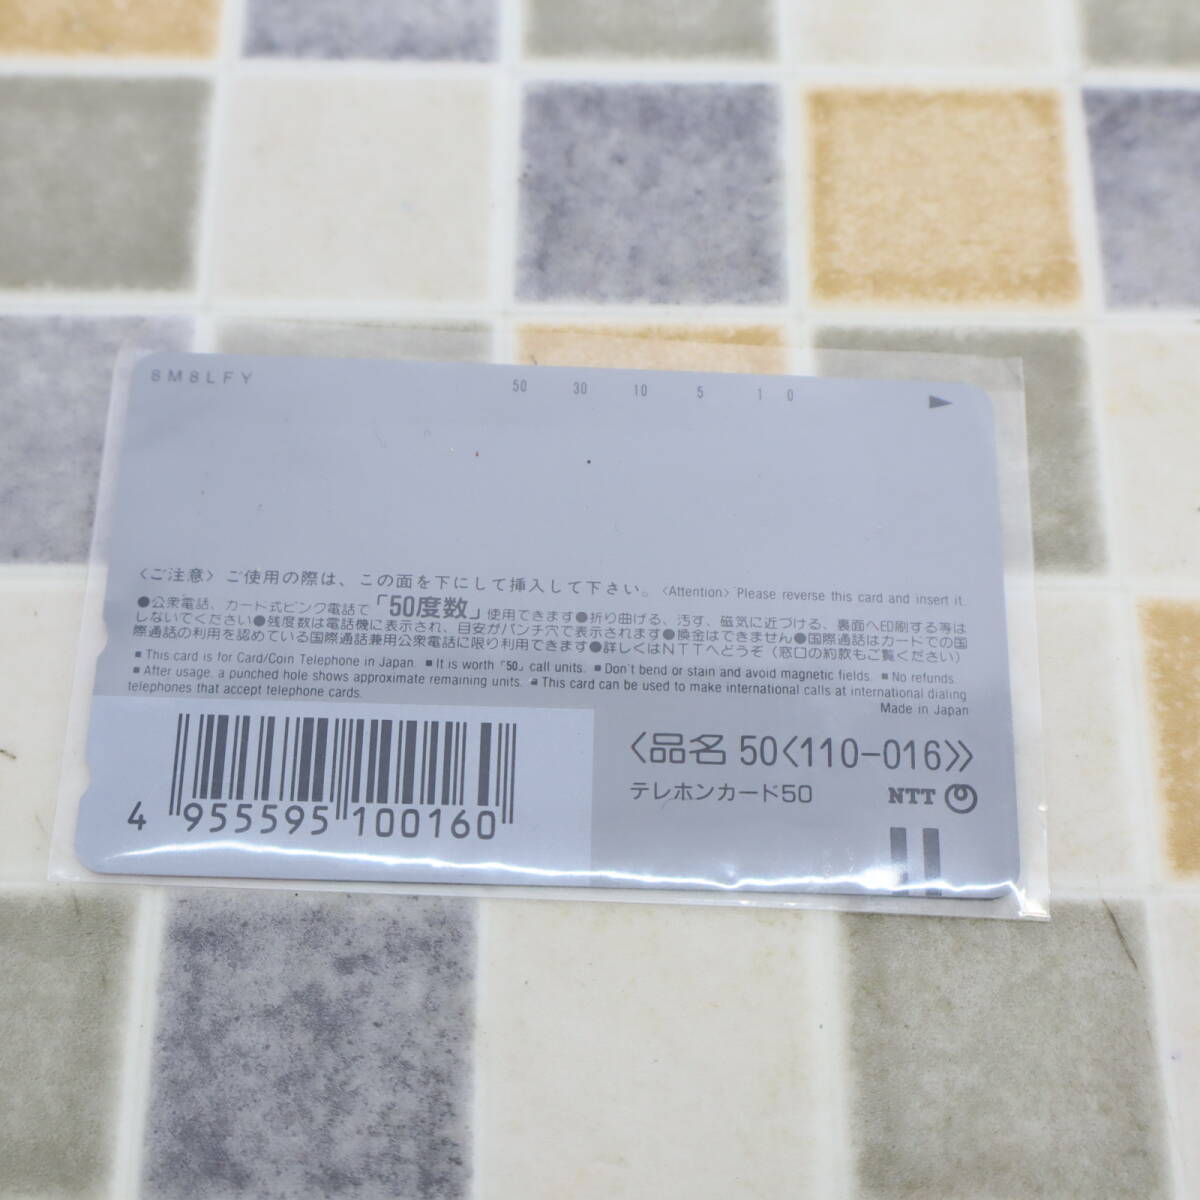 8M8LFY
50 30 10 5 1 0
〈ご注意〉ご使用の際は、この面を下にして挿入して下さい。〈Attention〉Please reverse this card and insert it.
●公衆電話、カード式ピンク電話で「50度数」使用できます●折り曲げる、汚す、磁気に近づける、裏面へ印刷する等は
しないでください●残度数は電話機に表示され、目安がパンチ穴で表示されます●換金はできません●国際通話はカードでの国
際通話の利用を認めている国際通話兼用公衆電話に限り利用できます●詳しくはNTTへどうぞ(窓口の約款もご覧ください)
■This card is for Card/Coin Telephone in Japan. ■It is worth「50」call units. ■Don't bend or stain and avoid magnetic fields. ■No refunds.
■After usage, a punched hole shows approximate remaining units. ■This card can be used to make international calls at international dialing
telephones that accept telephone cards.
Made in Japan
〈品名 50〈110-016〉〉
テレホンカード50 NTT
4 955595 100160